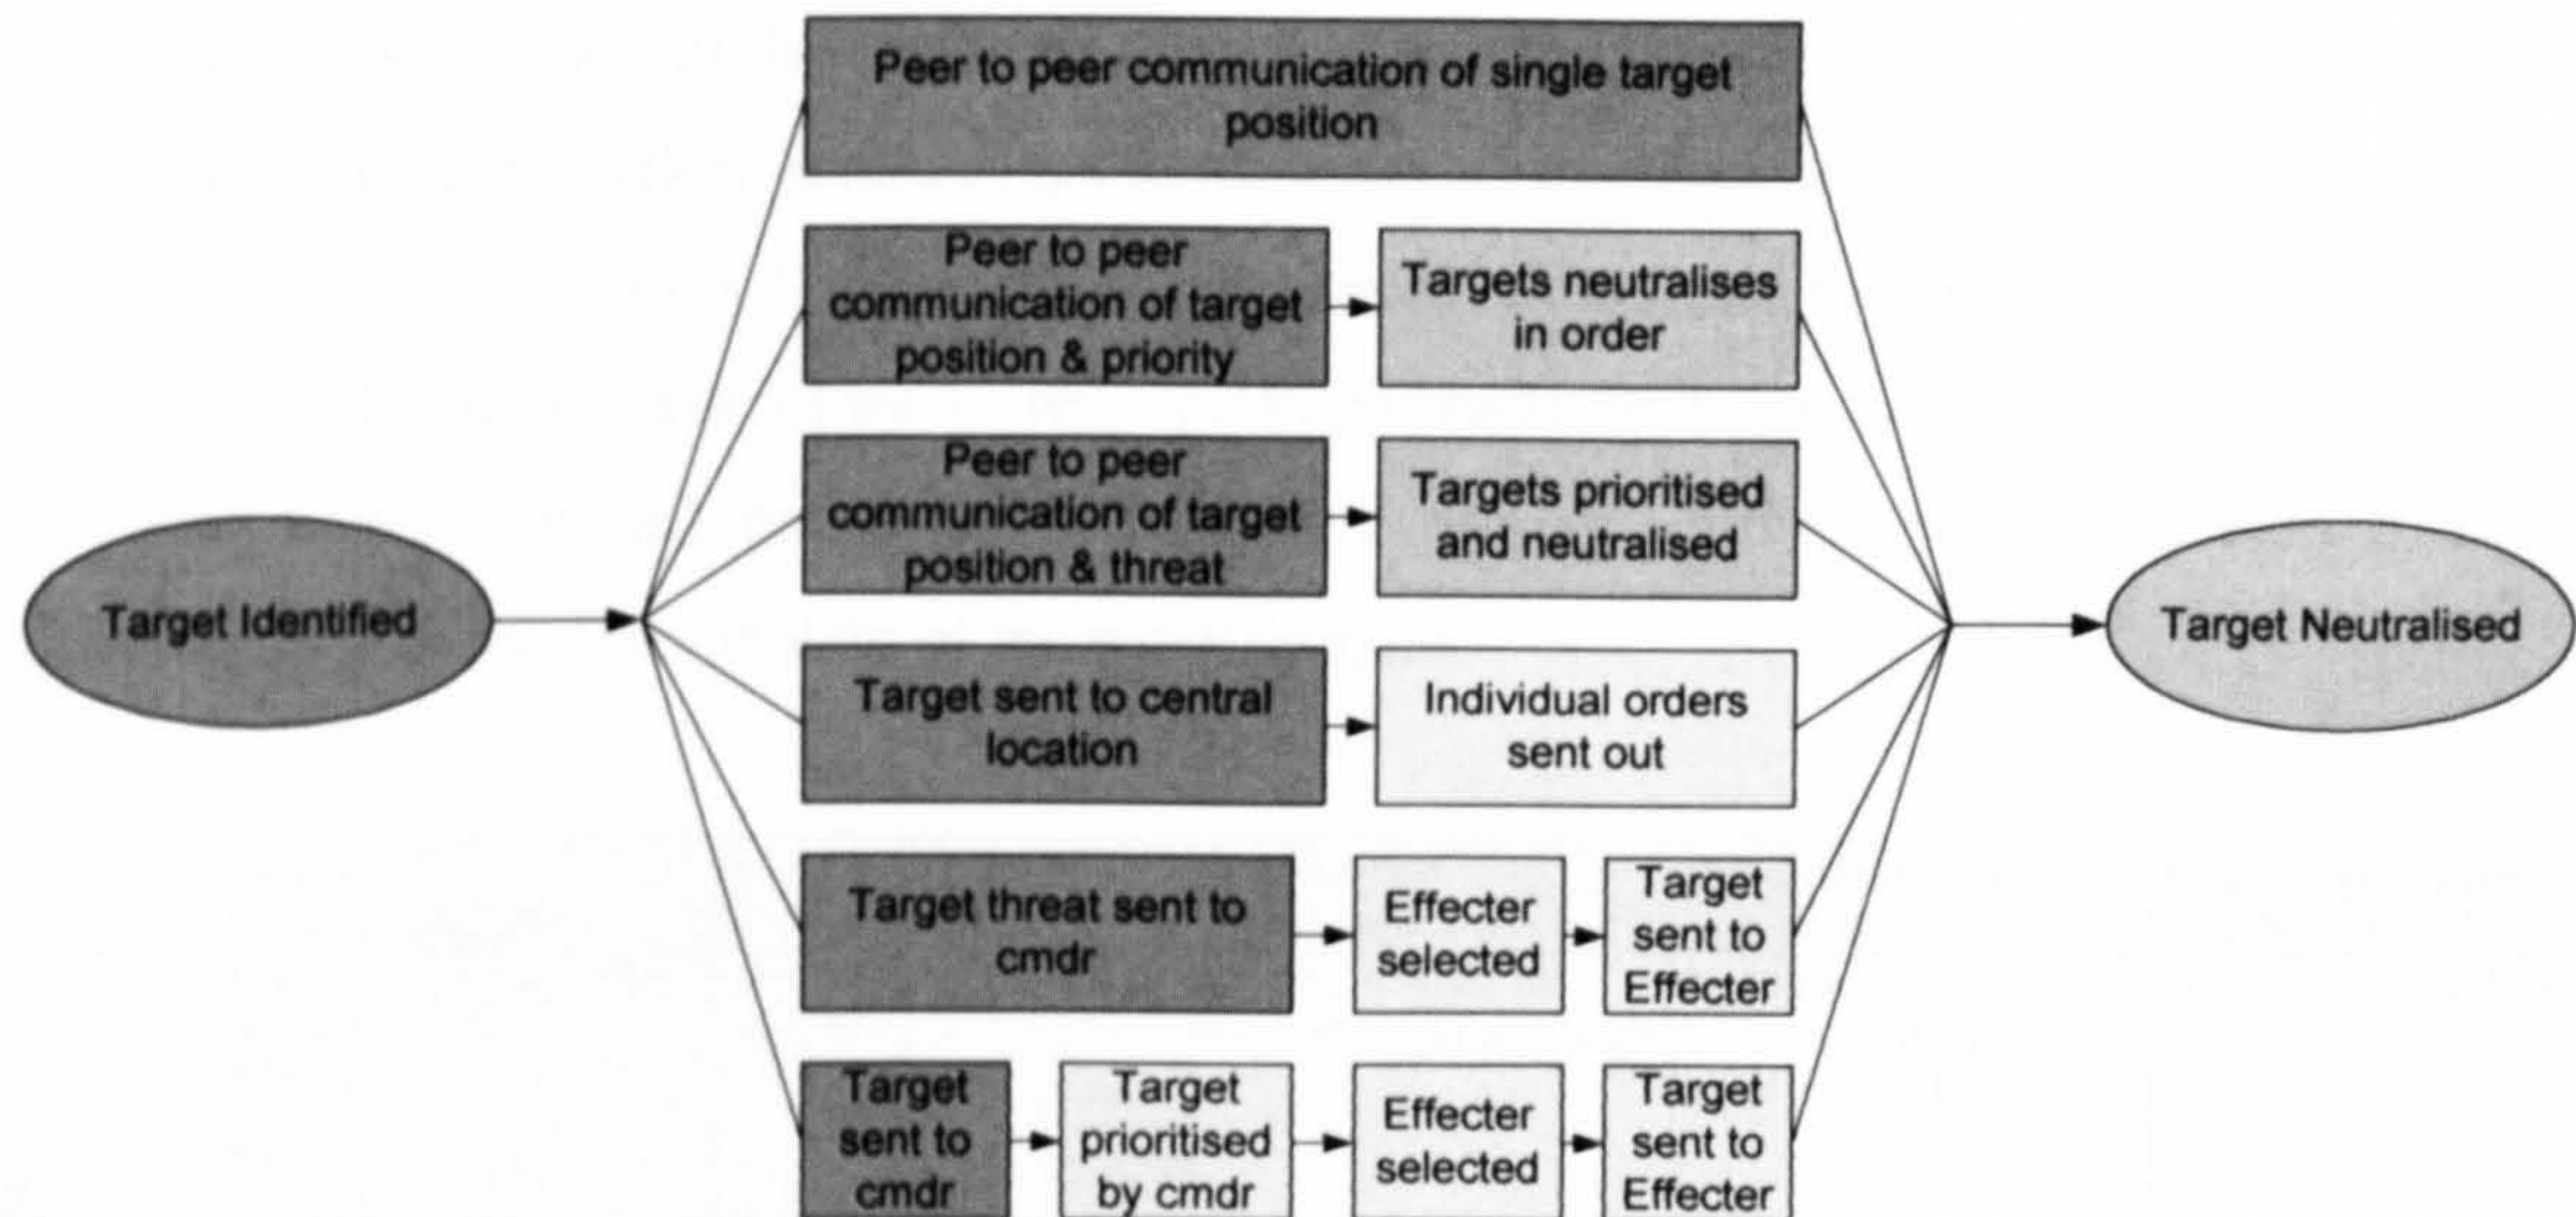 Peer to peer communication of single target
position
Peer to peer
communication of target
position & priority
Targets neutralises
in order
Peer to peer
communication of target
position & threat
Targets prioritised
and neutralised
Target Identified
Target Neutralised
Target sent to central
location
Individual orders
sent out
Target threat sent to
cmdr
Effecter
selected
Target
sent to
Effecter
Target
sent to
cmdr
Target
prioritised
by cmdr
Effecter
selected
Target
sent to
Effecter